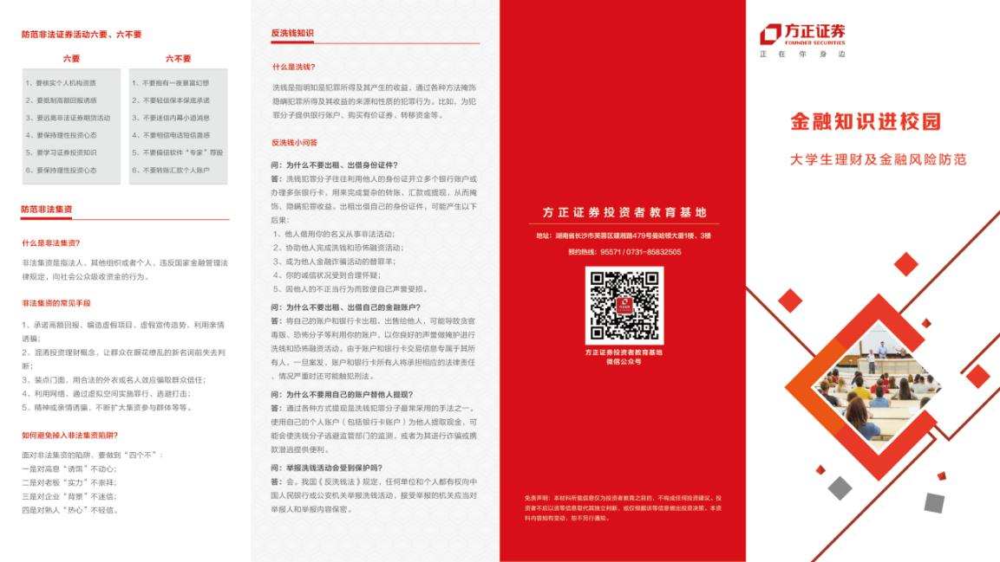 防范非法证券活动六要、六不要
六要
1、要核实个人机构资质
2、要抵制高额回报诱惑
3、要远离非法证券期货活动
4、要保持理性投资心态
5、要学习证券投资知识
6、要保持理性投资心态
六不要
1、不要抱有一夜暴富幻想
2、不要轻信保本保底承诺
3、不要迷信内幕小道消息
4、不要相信电话短信蛊惑
5、不要偏信软件“专家”荐股
6、不要转账汇款个人账户
防范非法集资
什么是非法集资？
非法集资是指法人、其他组织或者个人，违反国家金融管理法
律规定，向社会公众吸收资金的行为。
非法集资的常见手段
1、承诺高额回报、编造虚假项目、虚假宣传造势、利用亲情
诱骗；
2、混淆投资理财概念，让群众在眼花缭乱的新名词前失去判
断；
3、装点门面，用合法的外衣或名人效应骗取群众信任；
4、利用网络，通过虚拟空间实施罪行、逃避打击；
5、精神或亲情诱骗，不断扩大集资参与群体等等。
如何避免掉入非法集资陷阱？
面对非法集资的陷阱，要做到“四个不”：
一是对高息“诱饵”不动心；
二是对老板“实力”不崇拜；
三是对企业“背景”不迷信；
四是对熟人“热心”不轻信。
反洗钱知识
什么是洗钱？
洗钱是指明知是犯罪所得及其产生的收益，通过各种方法掩饰
隐瞒犯罪所得及其收益的来源和性质的犯罪行为。比如，为犯
罪分子提供银行账户、购买有价证券、转移资金等。
反洗钱小问答
问：为什么不要出租、出借身份证件？
答：洗钱犯罪分子往往利用他人的身份证开立多个银行账户或
办理多张银行卡，用来完成复杂的转账、汇款或提现，从而掩
饰、隐瞒犯罪收益。出租出借自己的身份证件，可能产生以下
后果：
1、他人借用你的名义从事非法活动；
2、协助他人完成洗钱和恐怖融资活动；
3、成为他人金融诈骗活动的替罪羊；
4、你的诚信状况受到合理怀疑；
5、因他人的不正当行为而致使自己声誉受损。
问：为什么不要出租、出借自己的金融账户？
答：将自己的账户和银行卡出租、出售给他人，可能导致贪官
毒贩、恐怖分子等利用你的账户，以你良好的声誉做掩护进行
洗钱和恐怖融资活动。由于账户和银行卡交易信息专属于其所
有人，一旦案发，账户和银行卡所有人将承担相应的法律责任
，情况严重时还可能触犯刑法。
问：为什么不要用自己的账户替他人提现？
答：通过各种方式提现是洗钱犯罪分子最常采用的手法之一。
使用自己的个人账户（包括银行卡账户）为他人提取现金，可
能会使洗钱分子逃避监管部门的监测，或者为其进行诈骗或携
款潜逃提供便利。
问：举报洗钱活动会受到保护吗？
答：会。我国《反洗钱法》规定，任何单位和个人都有权向中
国人民银行或公安机关举报洗钱活动，接受举报的机关应当对
举报人和举报内容保密。
方正证券投资者教育基地
地址：湖南省长沙市芙蓉区建湘路479号曼哈顿大厦1楼、3楼
预约热线：95571 / 0731-85832505
方正证券投资者教育基地
微信公众号
免责声明：本材料所载信息仅为投资者教育之目的，不构成任何投资建议。投
资者不应以该等信息取代其独立判断，或仅根据该等信息做出投资决策。本资
料内容如有变动，恕不另行通知。
方正证券
FOUNDER SECURITIES
正在你身边
金融知识进校园
大学生理财及金融风险防范